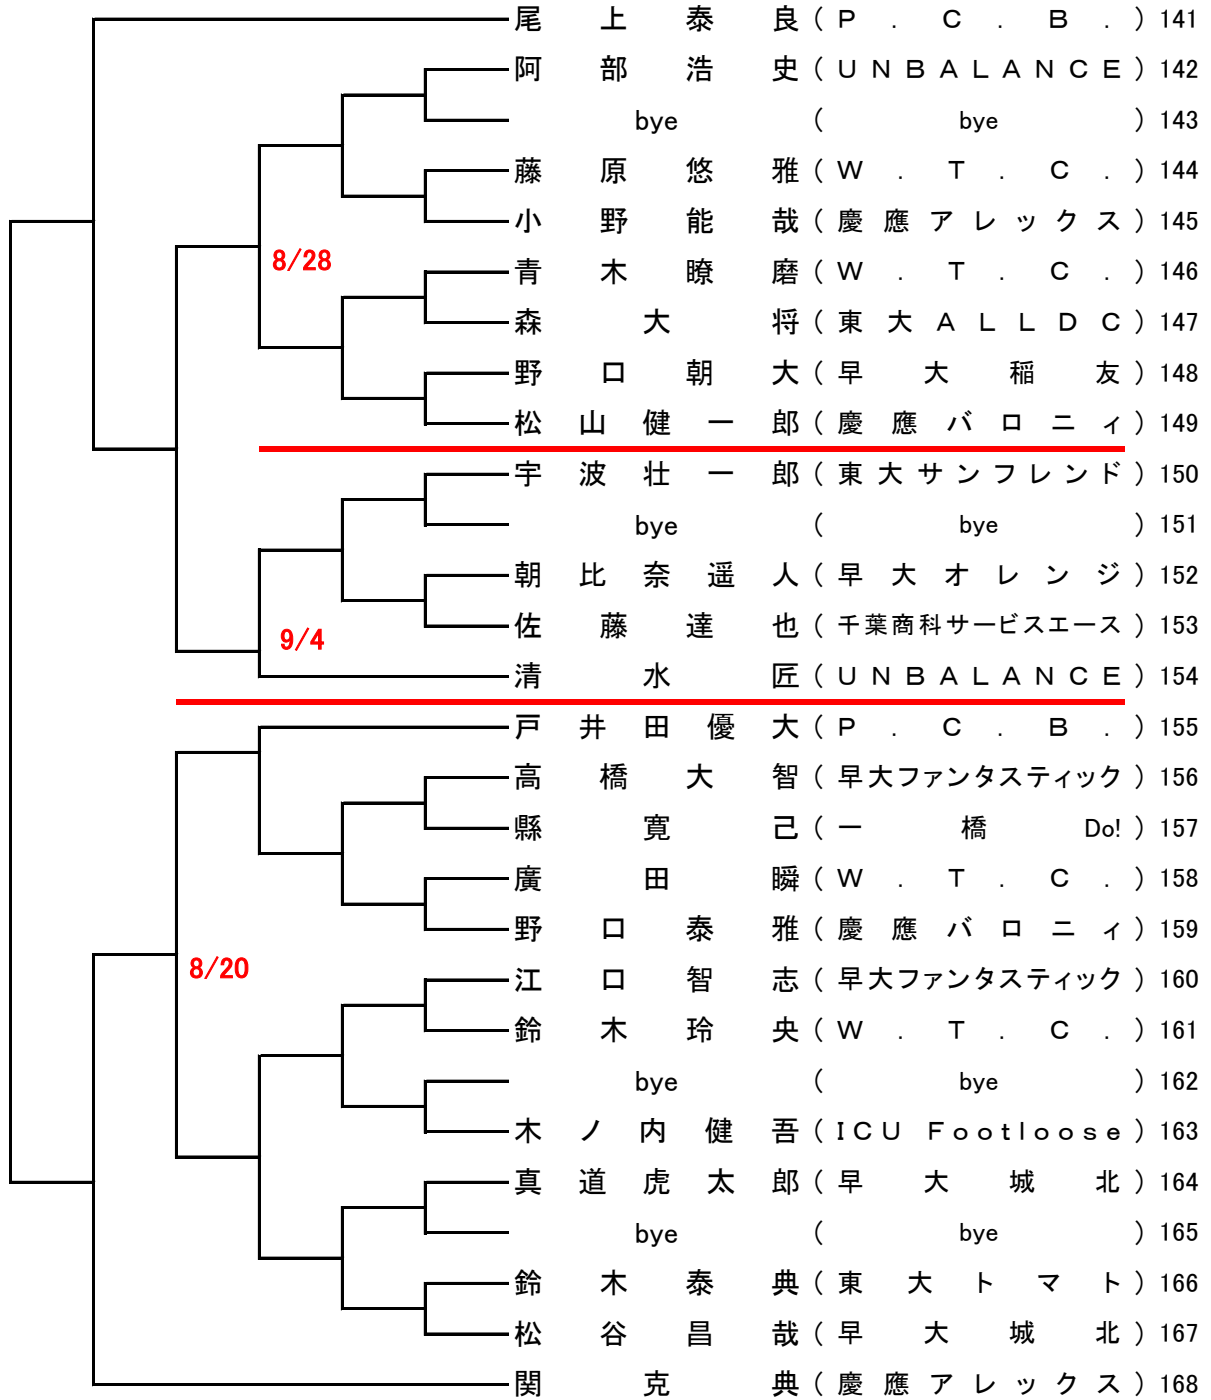 尾上泰良(P.C.B.)141
阿部浩史(UNBALANCE)142
bye(bye)143
藤原悠雅(W.T.C.)144
小野能哉(慶應アレックス)145
8/28
青木瞭磨(W.T.C.)146
森大将(東大ALLDC)147
野口朝大(早大稲友)148
松山健一郎(慶應バロニィ)149
宇波壮一郎(東大サンフレンド)150
bye(bye)151
朝比奈遥人(早大オレンジ)152
佐藤達也(千葉商科サービスエース)153
9/4
清水匠(UNBALANCE)154
戸井田優大(P.C.B.)155
高橋大智(早大ファンタスティック)156
縣寛己(一橋Do!)157
廣田瞬(W.T.C.)158
野口泰雅(慶應バロニィ)159
8/20
江口智志(早大ファンタスティック)160
鈴木玲央(W.T.C.)161
bye(bye)162
木ノ内健吾(ICU Footloose)163
真道虎太郎(早大城北)164
bye(bye)165
鈴木泰典(東大トマト)166
松谷昌哉(早大城北)167
関克典(慶應アレックス)168